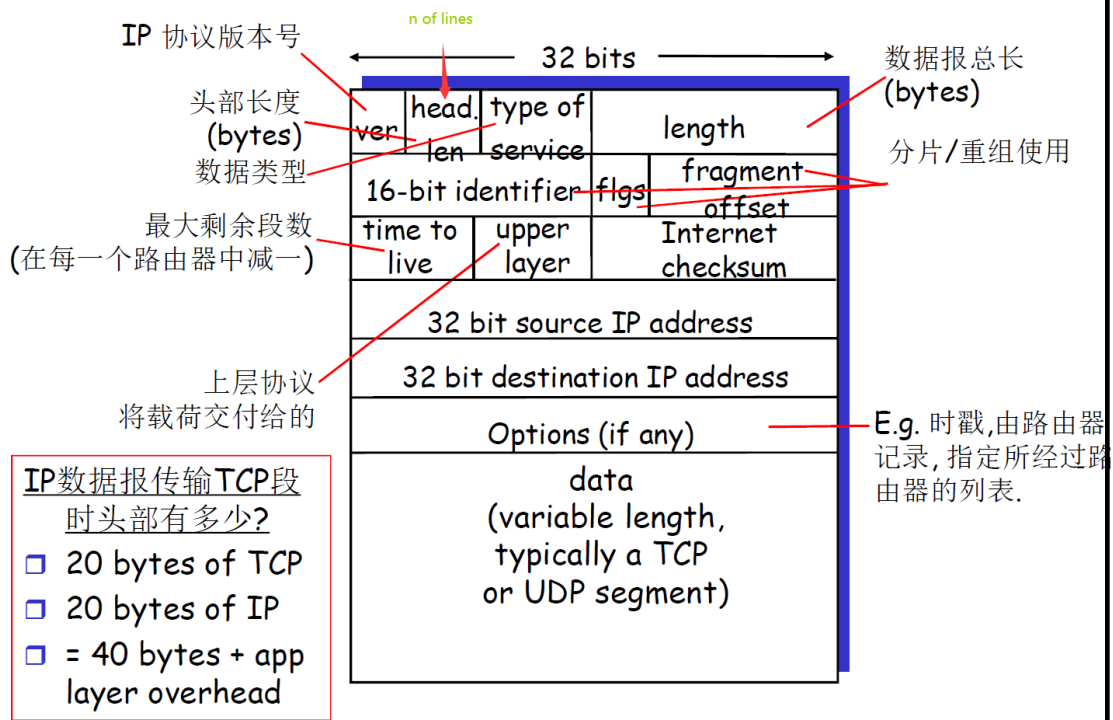 n of lines
IP 协议版本号
32 bits
数据报总长
(bytes)
头部长度
(bytes)
数据类型
ver
head.
len
type of
service
length
分片/重组使用
16-bit identifier
flgs
fragment
offset
最大剩余段数
(在每一个路由器中减一)
time to
live
upper
layer
Internet
checksum
32 bit source IP address
上层协议
将载荷交付给的
32 bit destination IP address
Options (if any)
E.g. 时戳,由路由器
记录, 指定所经过路
由器的列表.
data
(variable length,
typically a TCP
or UDP segment)
IP数据报传输TCP段
时头部有多少?
❒ 20 bytes of TCP
❒ 20 bytes of IP
❒ = 40 bytes + app
layer overhead